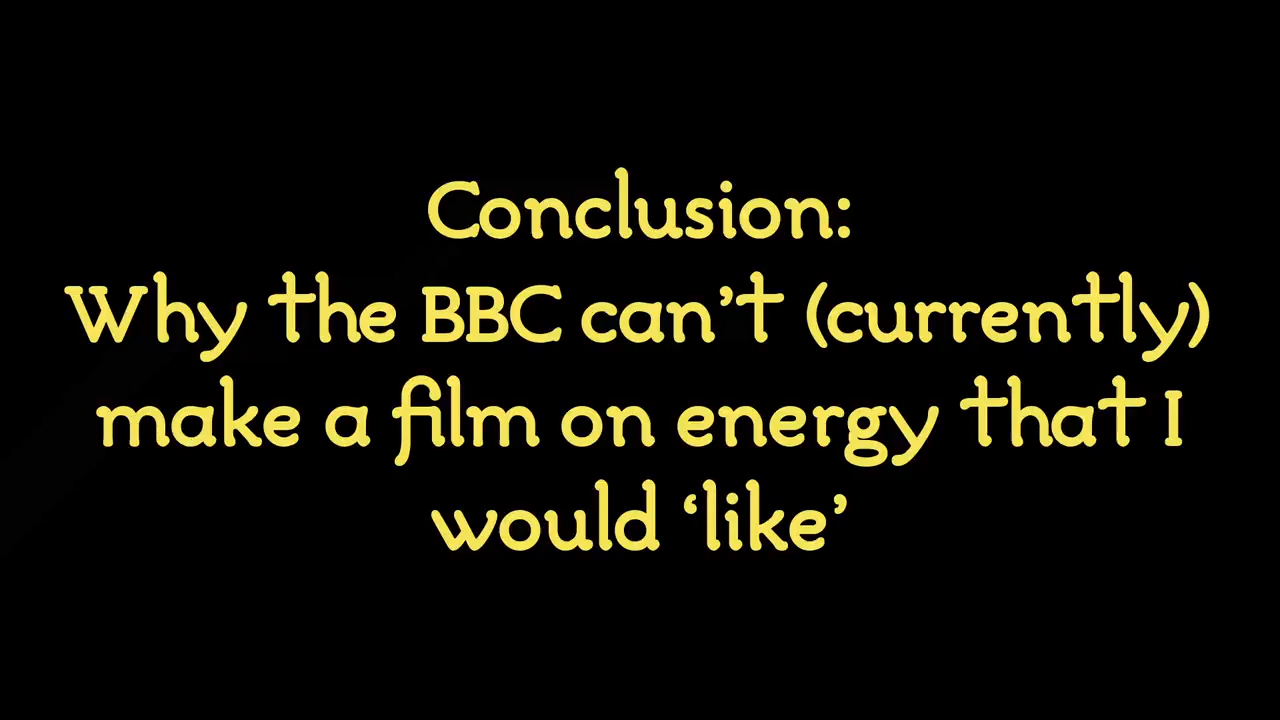 Conclusion:
Why the BBC can’t (currently)
make a film on energy that I
would ‘like’